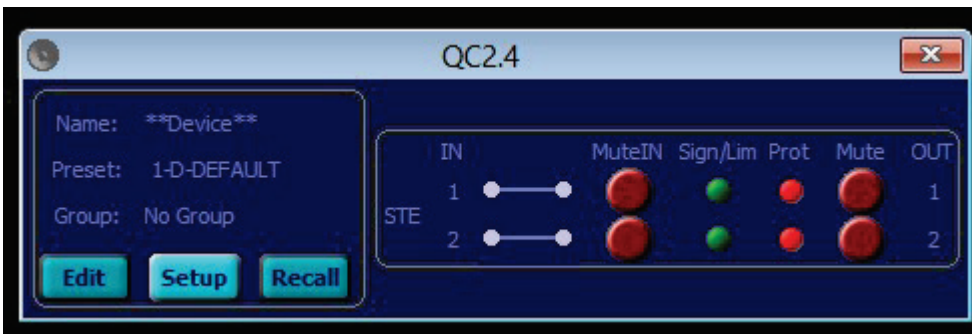 QC2.4
Name: **Device**
Preset: 1-D-DEFAULT
Group: No Group
Edit Setup Recall
IN MuteIN Sign/Lim Prot Mute OUT
1 1
STE
2 2